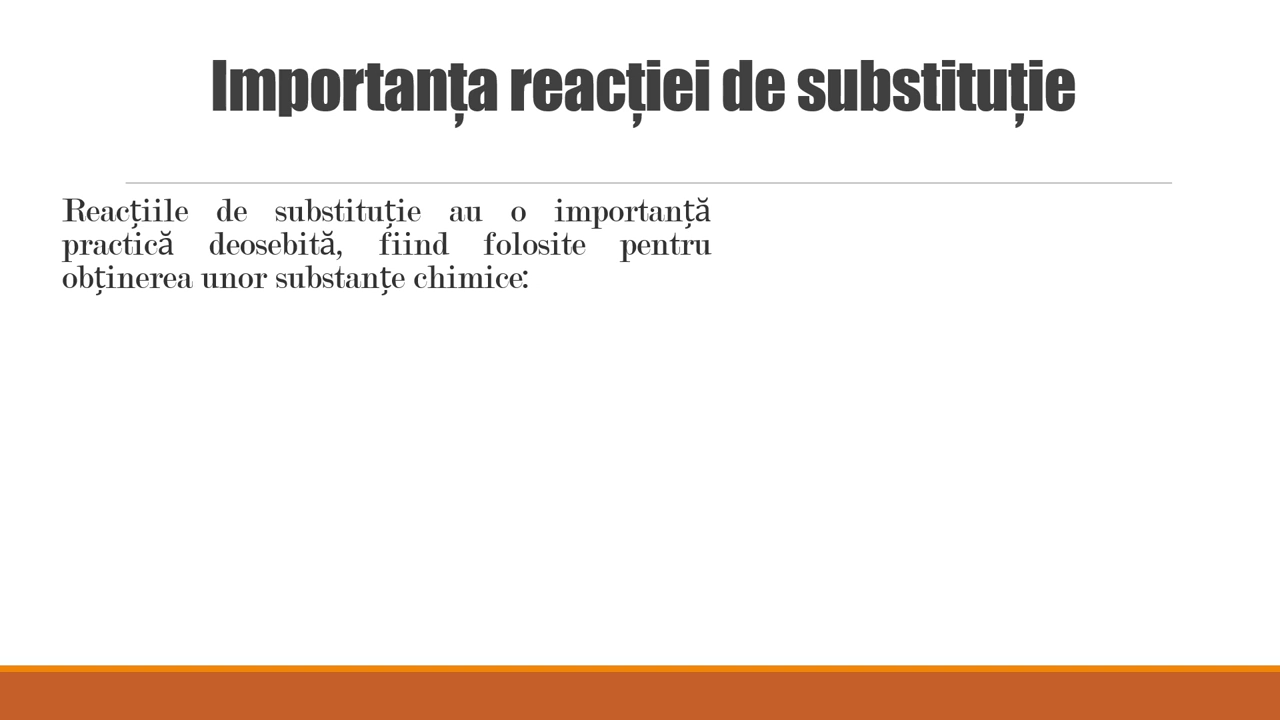 Importanța reacției de substituție
Reacțiile de substituție au o importanță
practică deosebită, fiind folosite pentru
obținerea unor substanțe chimice: